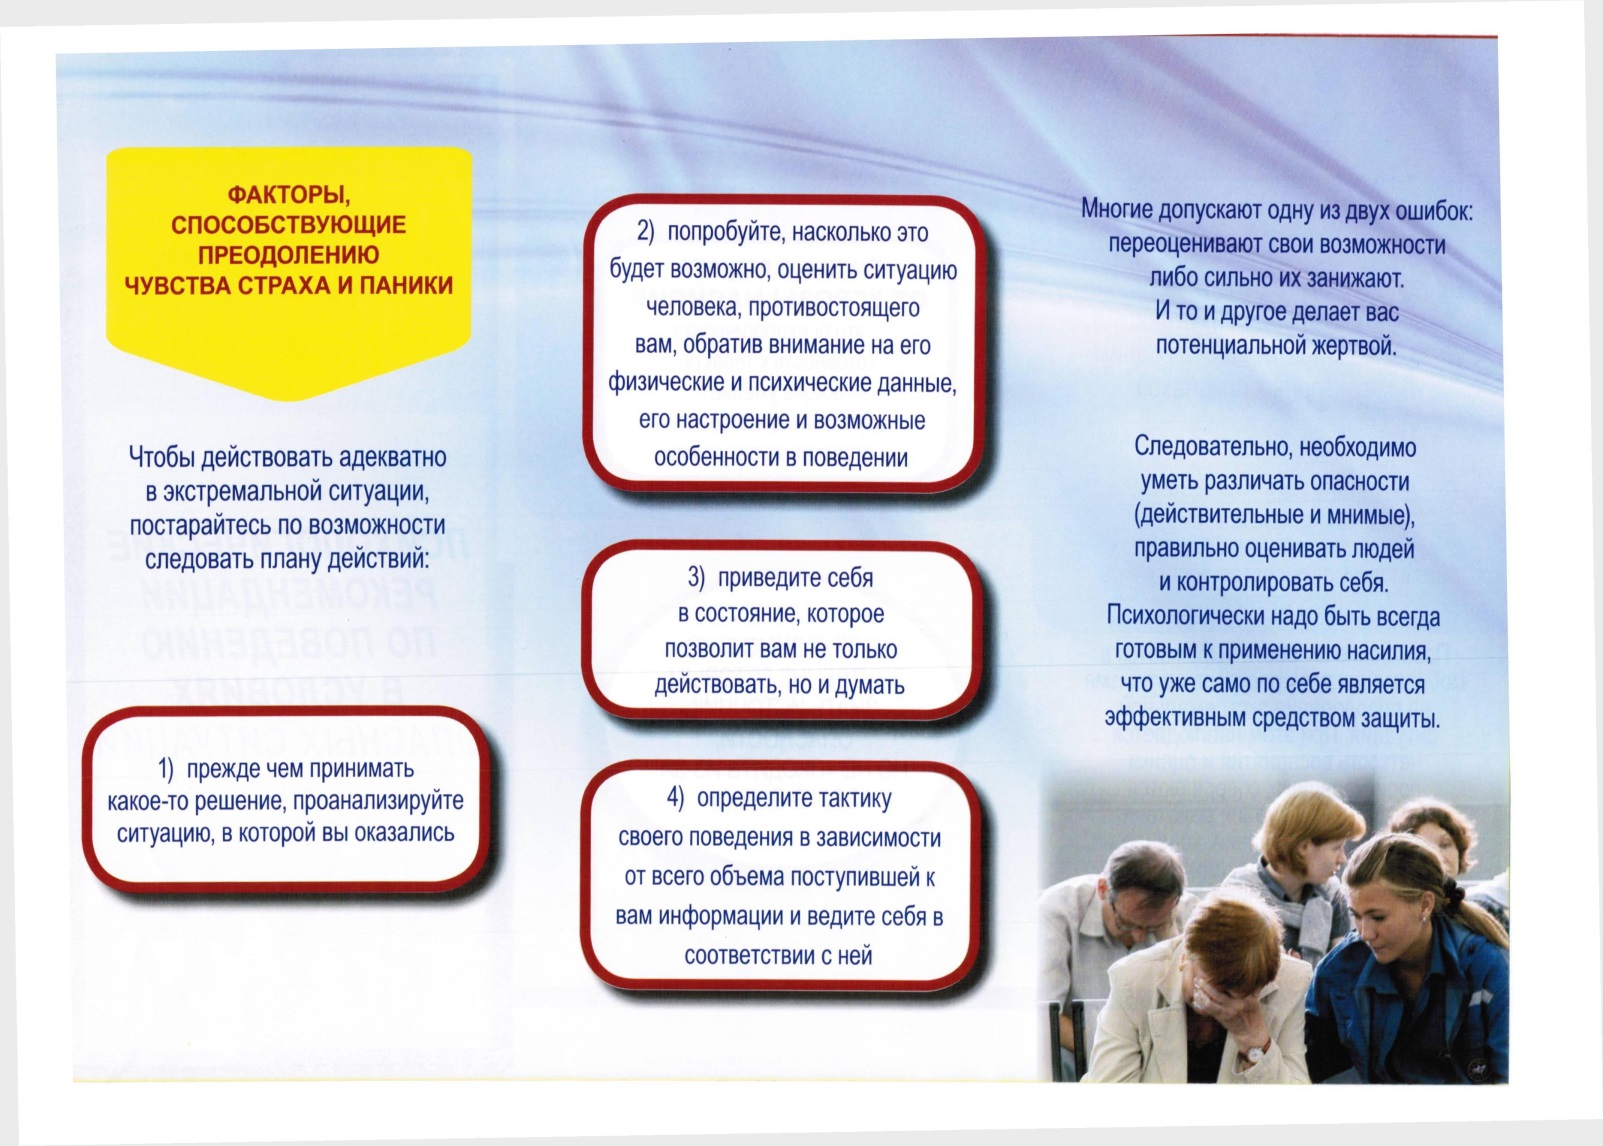 ФАКТОРЫ,
СПОСОБСТВУЮЩИЕ
ПРЕОДОЛЕНИЮ
ЧУВСТВА СТРАХА И ПАНИКИ
Чтобы действовать адекватно
в экстремальной ситуации,
постарайтесь по возможности
следовать плану действий:
1) прежде чем принимать
какое-то решение, проанализируйте
ситуацию, в которой вы оказались
2) попробуйте, насколько это
будет возможно, оценить ситуацию
человека, противостоящего
вам, обратив внимание на его
физические и психические данные,
его настроение и возможные
особенности в поведении
3) приведите себя
в состояние, которое
позволит вам не только
действовать, но и думать
4) определите тактику
своего поведения в зависимости
от всего объема поступившей к
вам информации и ведите себя в
соответствии с ней
Многие допускают одну из двух ошибок:
переоценивают свои возможности
либо сильно их занижают.
И то и другое делает вас
потенциальной жертвой.
Следовательно, необходимо
уметь различать опасности
(действительные и мнимые),
правильно оценивать людей
и контролировать себя.
Психологически надо быть всегда
готовым к применению насилия,
что уже само по себе является
эффективным средством защиты.